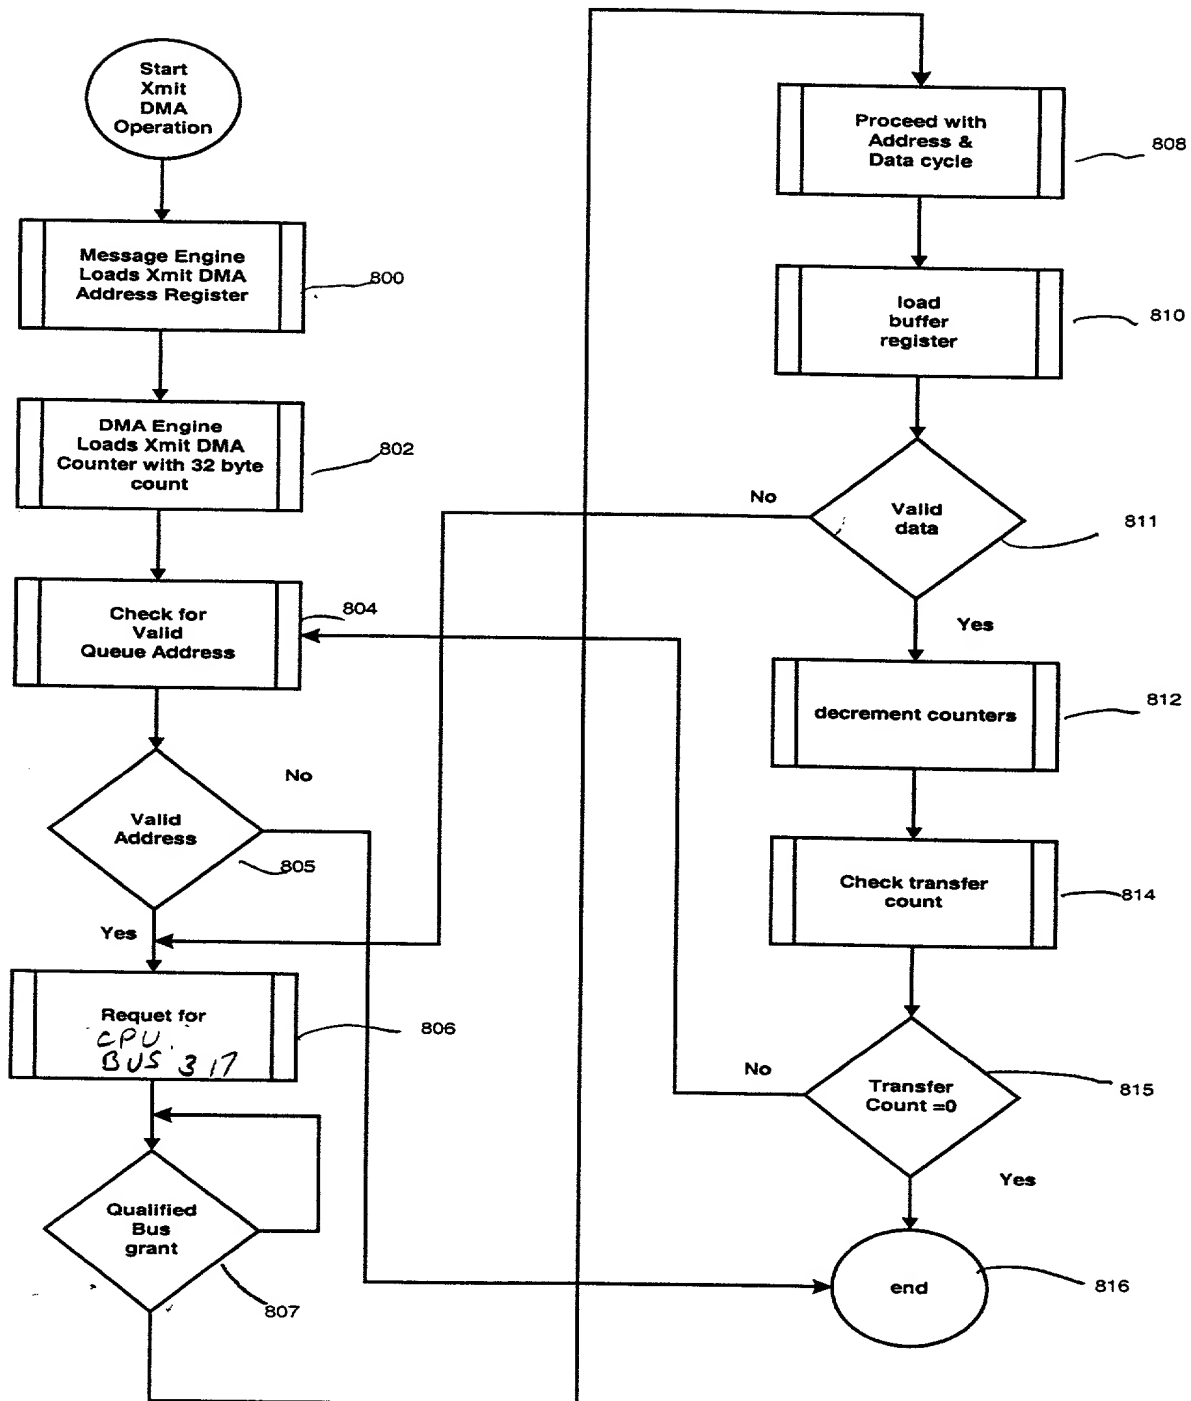 Start
Xmit
DMA
Operation
Message Engine
Loads Xmit DMA
Address Register
800
DMA Engine
Loads Xmit DMA
Counter with 32 byte
count
802
Check for
Valid
Queue Address
804
No
Valid
Address
805
Yes
Requet for
CPU
BUS 317
806
Qualified
Bus
grant
807
Proceed with
Address &
Data cycle
808
load
buffer
register
810
No
Valid
data
811
Yes
decrement counters
812
Check transfer
count
814
No
Transfer
Count =0
815
Yes
end
816